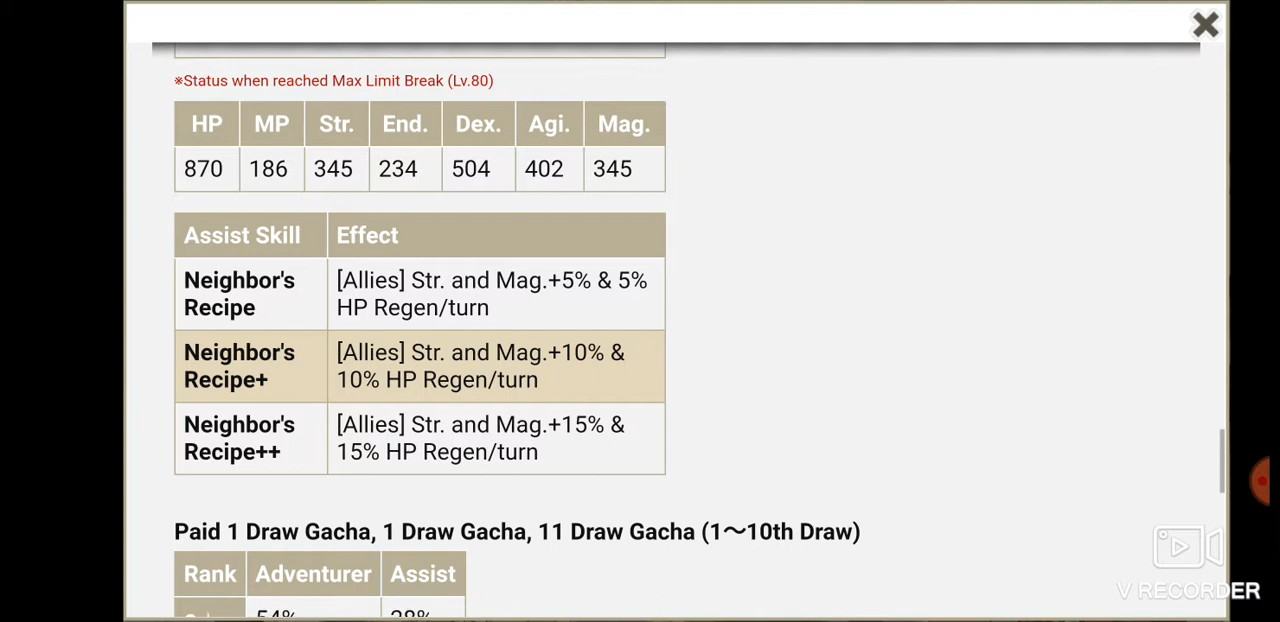 ※Status when reached Max Limit Break (Lv.80)
HP MP Str. End. Dex. Agi. Mag.
870 186 345 234 504 402 345
Assist Skill Effect
Neighbor's Recipe [Allies] Str. and Mag.+5% & 5%
HP Regen/turn
Neighbor's Recipe+ [Allies] Str. and Mag.+10% &
10% HP Regen/turn
Neighbor's Recipe++ [Allies] Str. and Mag.+15% &
15% HP Regen/turn
Paid 1 Draw Gacha, 1 Draw Gacha, 11 Draw Gacha (1〜10th Draw)
Rank Adventurer Assist
54%
V RECORDER